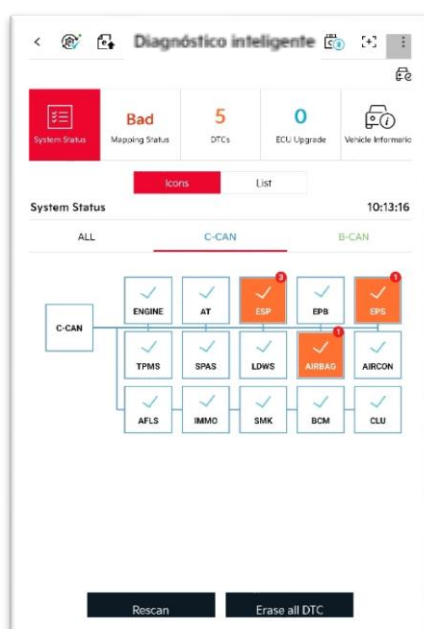 Diagnóstico inteligente
Bad 5 0
System Status Mapping Status DTCs ECU Upgrade Vehicle Informatio
Icons List
System Status 10:13:16
ALL C-CAN B-CAN
3 1
ENGINE AT ESP EPB EPS
C-CAN
1
TPMS SPAS LDWS AIRBAG AIRCON
AFLS IMMO SMK BCM CLU
Rescan Erase all DTC